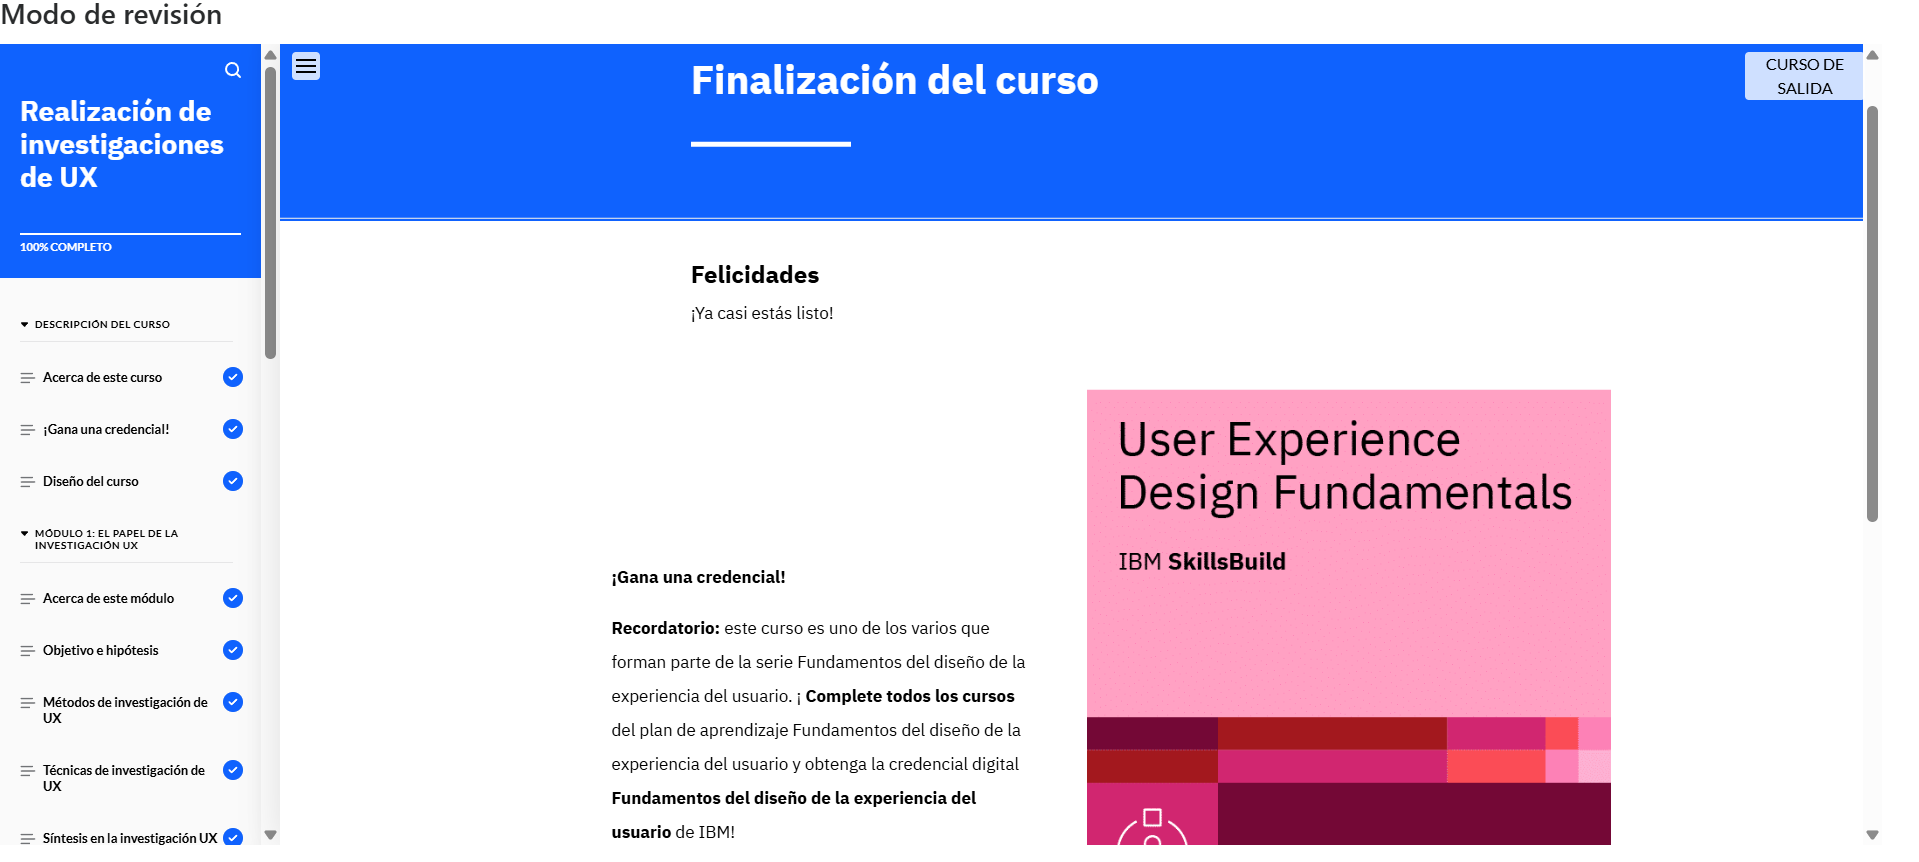 Modo de revisión
Realización de
investigaciones
de UX
100% COMPLETO
DESCRIPCIÓN DEL CURSO
Acerca de este curso
¡Gana una credencial!
Diseño del curso
MÓDULO 1: EL PAPEL DE LA
INVESTIGACIÓN UX
Acerca de este módulo
Objetivo e hipótesis
Métodos de investigación de
UX
Técnicas de investigación de
UX
Síntesis en la investigación UX
Finalización del curso
CURSO DE
SALIDA
Felicidades
¡Ya casi estás listo!
¡Gana una credencial!
Recordatorio: este curso es uno de los varios que
forman parte de la serie Fundamentos del diseño de la
experiencia del usuario. ¡ Complete todos los cursos
del plan de aprendizaje Fundamentos del diseño de la
experiencia del usuario y obtenga la credencial digital
Fundamentos del diseño de la experiencia del
usuario de IBM!
User Experience
Design Fundamentals
IBM SkillsBuild